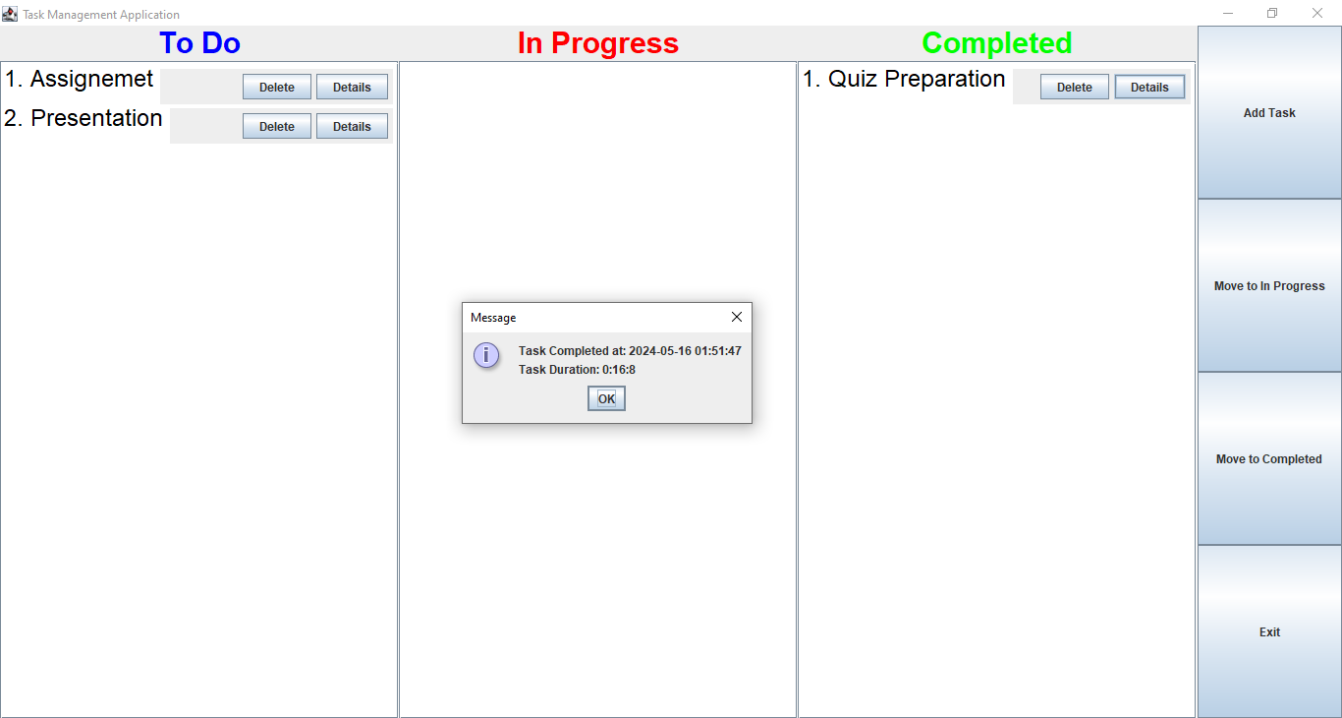 Task Management Application
To Do
In Progress
Completed
1. Assignemet
Delete
Details
2. Presentation
Delete
Details
1. Quiz Preparation
Delete
Details
Message
Task Completed at: 2024-05-16 01:51:47
Task Duration: 0:16:8
OK
Add Task
Move to In Progress
Move to Completed
Exit